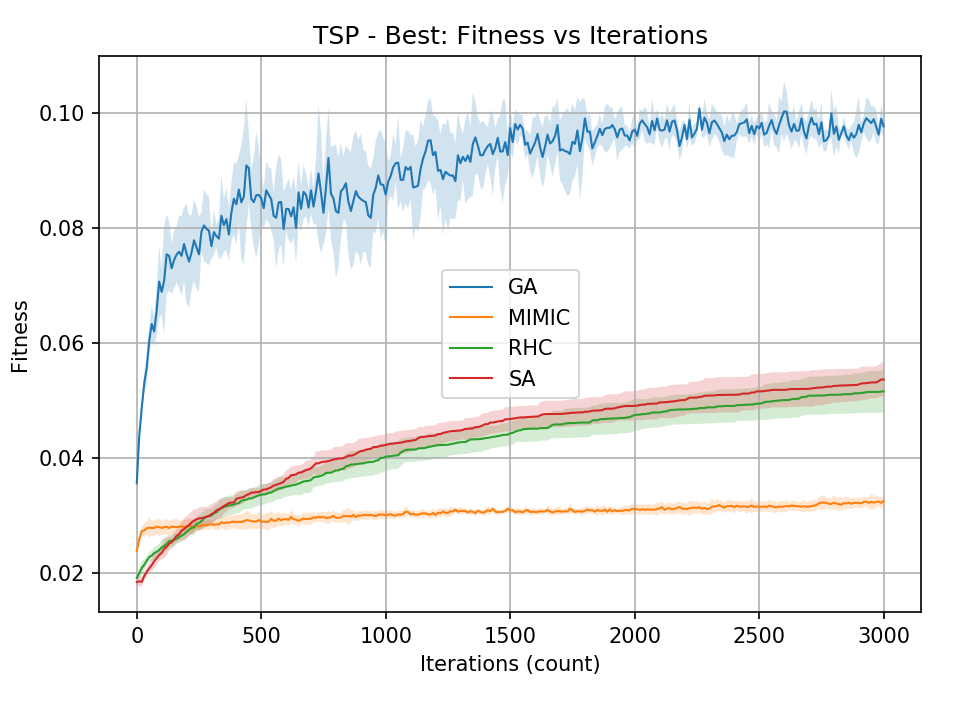 TSP - Best: Fitness vs Iterations
Fitness
0.10
0.08
0.06
0.04
0.02
GA
MIMIC
RHC
SA
0 500 1000 1500 2000 2500 3000
Iterations (count)